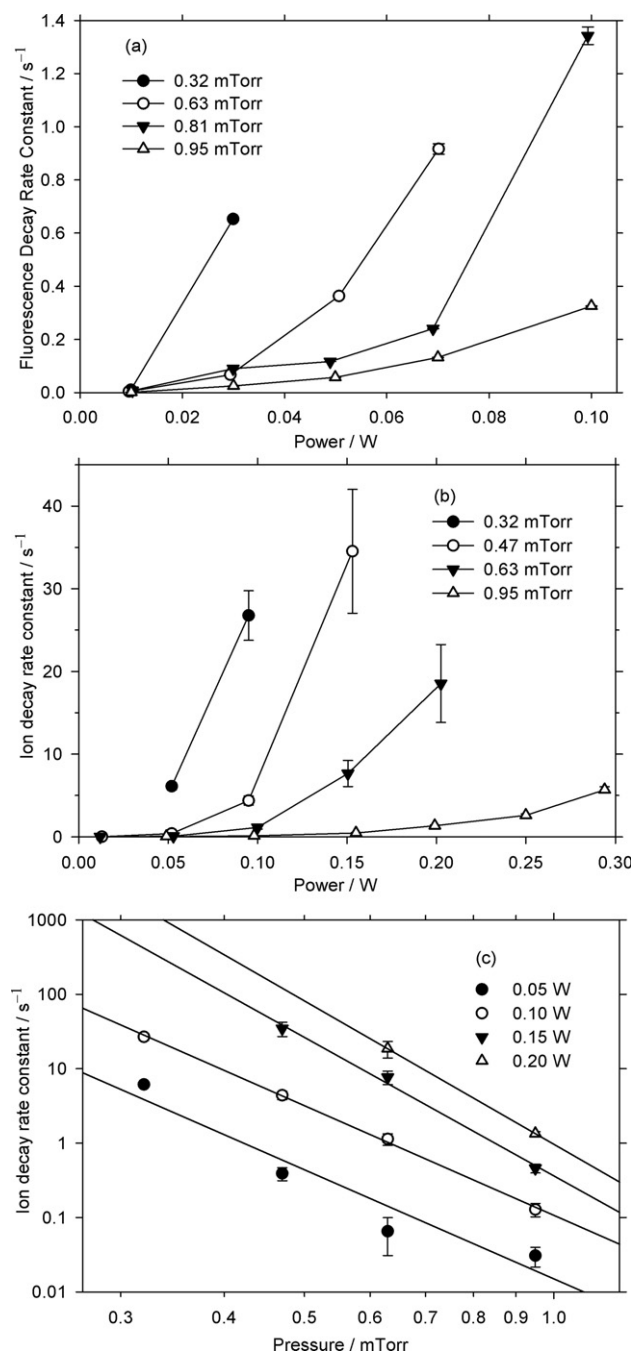 (a)
0.32 mTorr
0.63 mTorr
0.81 mTorr
0.95 mTorr
Fluorescence Decay Rate Constant / s⁻¹
1.4
1.2
1.0
0.8
0.6
0.4
0.2
0.0
0.00 0.02 0.04 0.06 0.08 0.10
Power / W
(b)
0.32 mTorr
0.47 mTorr
0.63 mTorr
0.95 mTorr
Ion decay rate constant / s⁻¹
40
30
20
10
0
0.00 0.05 0.10 0.15 0.20 0.25 0.30
Power / W
(c)
0.05 W
0.10 W
0.15 W
0.20 W
Ion decay rate constant / s⁻¹
1000
100
10
1
0.1
0.01
0.3 0.4 0.5 0.6 0.7 0.8 0.9 1.0
Pressure / mTorr